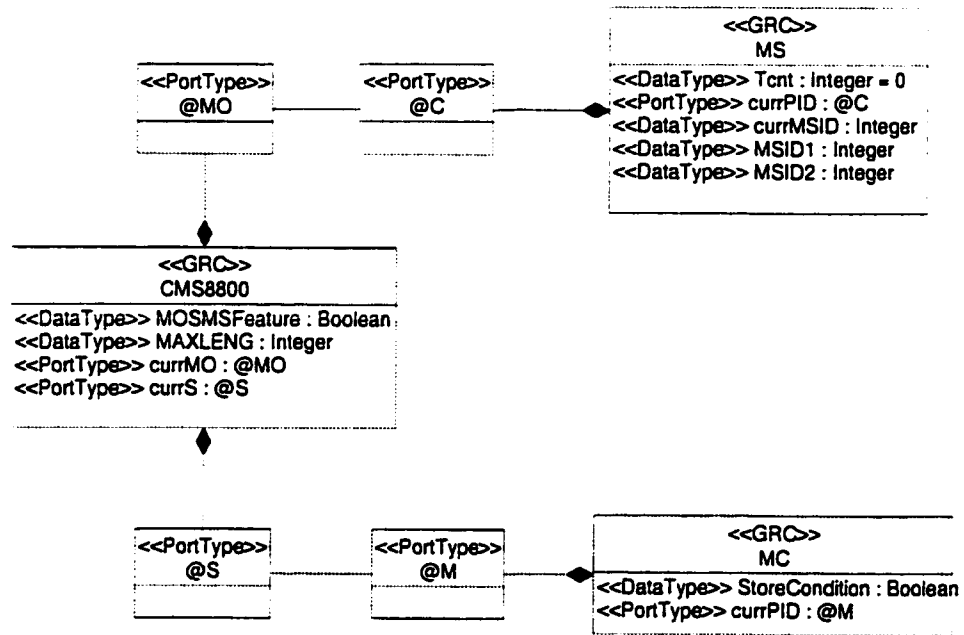 <<GRC>>
MS
<<DataType>> Tcnt : Integer = 0
<<PortType>> currPID : @C
<<DataType>> currMSID : Integer
<<DataType>> MSID1 : Integer
<<DataType>> MSID2 : Integer
<<PortType>>
@MO
<<PortType>>
@C
<<GRC>>
CMS8800
<<DataType>> MOSMSFeature : Boolean
<<DataType>> MAXLENG : Integer
<<PortType>> currMO : @MO
<<PortType>> currS : @S
<<PortType>>
@S
<<PortType>>
@M
<<GRC>>
MC
<<DataType>> StoreCondition : Boolean
<<PortType>> currPID : @M